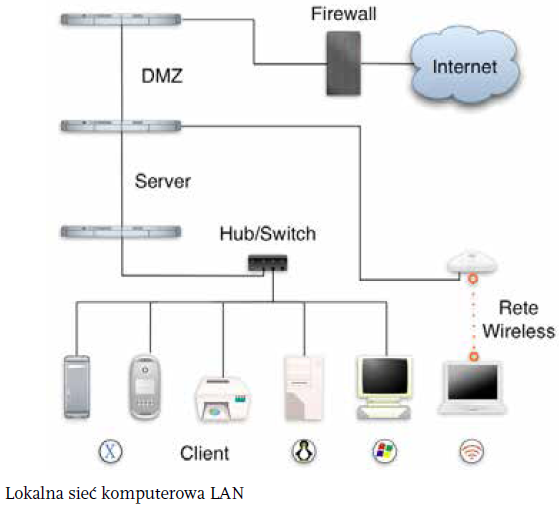 Firewall
Internet
DMZ
Server
Hub/Switch
Rete
Wireless
X
Client
Lokalna sieć komputerowa LAN